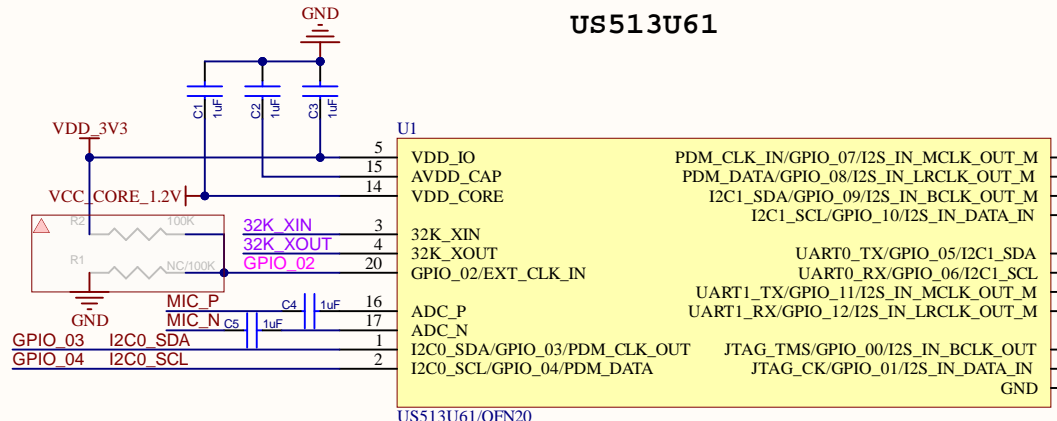 GND
US513U61
C1
1uF
C2
1uF
C3
1uF
U1
VDD_3V3
5
VDD_IO
PDM_CLK_IN/GPIO_07/I2S_IN_MCLK_OUT_M
15
AVDD_CAP
PDM_DATA/GPIO_08/I2S_IN_LRCLK_OUT_M
VCC_CORE_1.2V
14
VDD_CORE
I2C1_SDA/GPIO_09/I2S_IN_BCLK_OUT_M
I2C1_SCL/GPIO_10/I2S_IN_DATA_IN
R2
100K
32K_XIN
3
32K_XIN
32K_XOUT
4
32K_XOUT
UART0_TX/GPIO_05/I2C1_SDA
R1
NC/100K
GPIO_02
20
GPIO_02/EXT_CLK_IN
UART0_RX/GPIO_06/I2C1_SCL
UART1_TX/GPIO_11/I2S_IN_MCLK_OUT_M
GND
MIC_P
C4
1uF
16
ADC_P
UART1_RX/GPIO_12/I2S_IN_LRCLK_OUT_M
MIC_N
C5
1uF
17
ADC_N
GPIO_03
I2C0_SDA
1
I2C0_SDA/GPIO_03/PDM_CLK_OUT
JTAG_TMS/GPIO_00/I2S_IN_BCLK_OUT
GPIO_04
I2C0_SCL
2
I2C0_SCL/GPIO_04/PDM_DATA
JTAG_CK/GPIO_01/I2S_IN_DATA_IN
GND
US513U61/QFN20